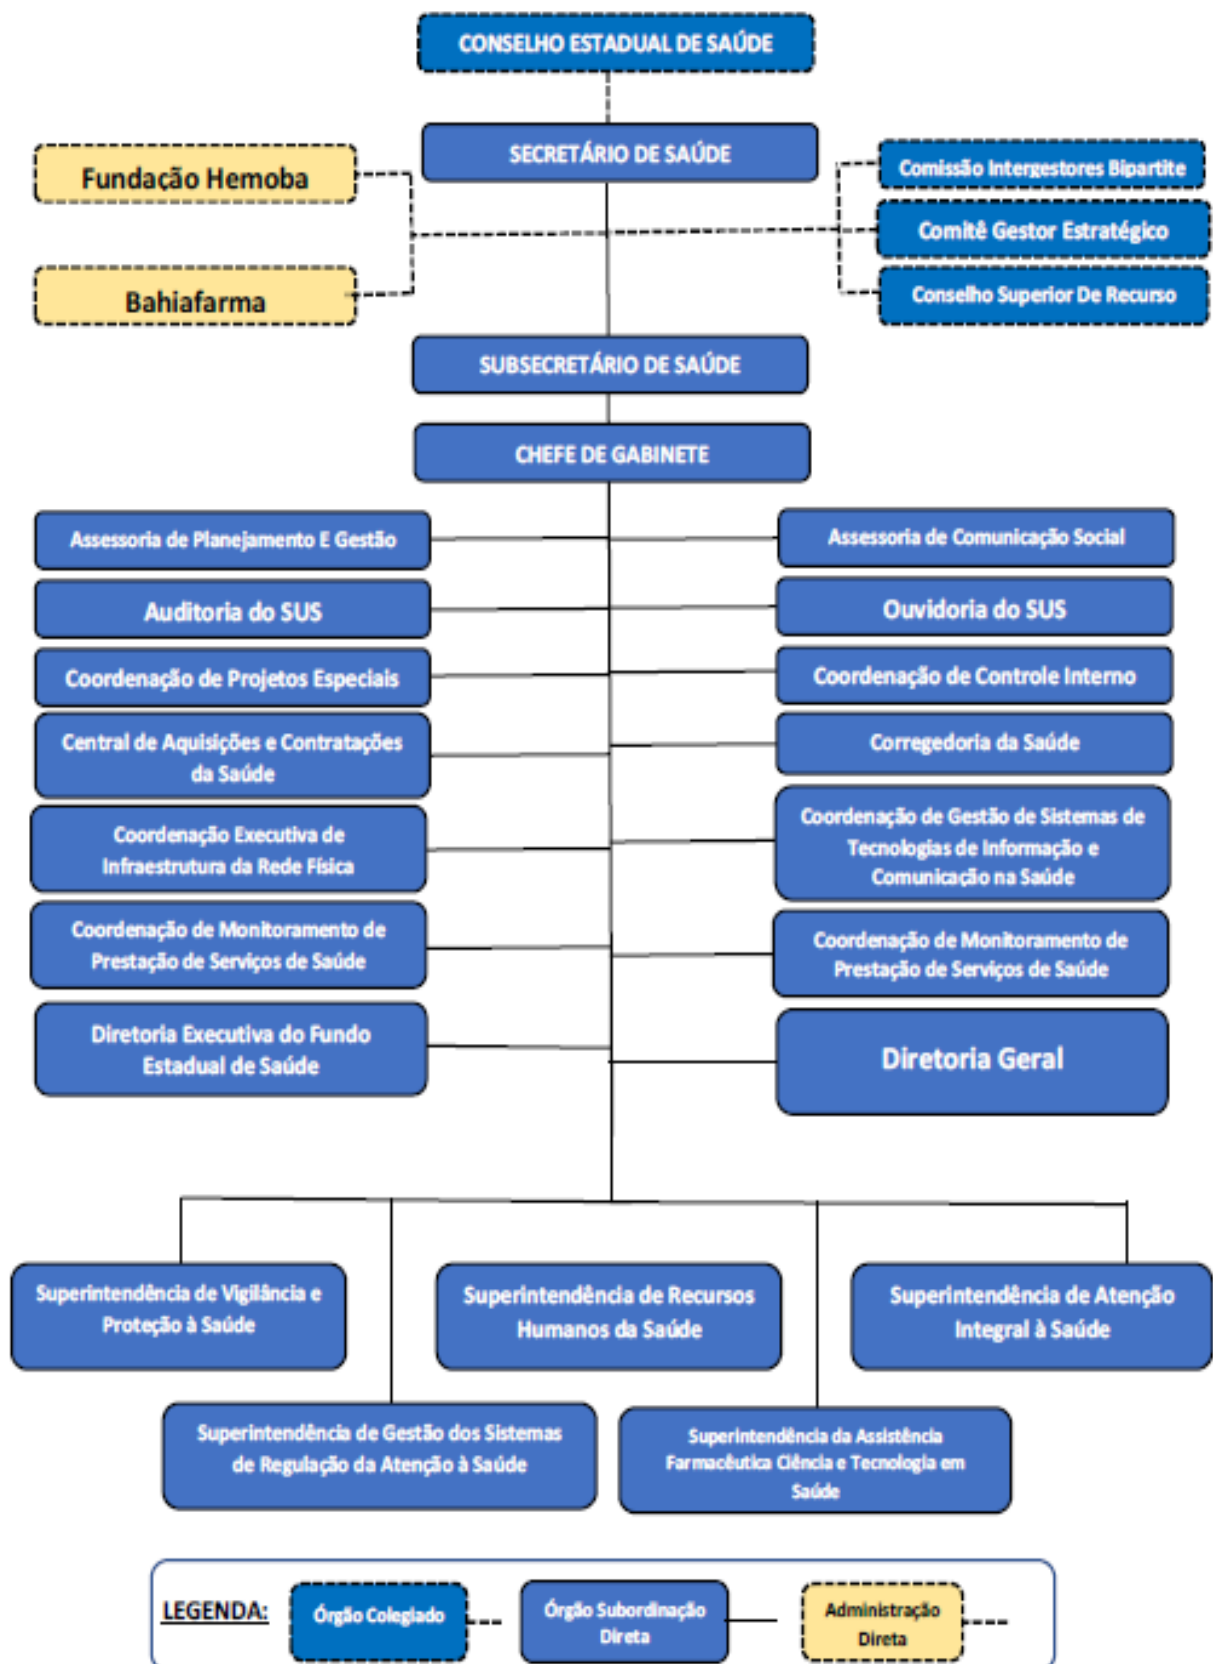 CONSELHO ESTADUAL DE SAÚDE
SECRETÁRIO DE SAÚDE
Fundação Hemoba
Bahiafarma
Comissão Intergestores Bipartite
Comitê Gestor Estratégico
Conselho Superior De Recurso
SUBSECRETÁRIO DE SAÚDE
CHEFE DE GABINETE
Assessoria de Planejamento E Gestão
Assessoria de Comunicação Social
Auditoria do SUS
Ouvidoria do SUS
Coordenação de Projetos Especiais
Coordenação de Controle Interno
Central de Aquisições e Contratações
da Saúde
Corregedoria da Saúde
Coordenação Executiva de
Infraestrutura da Rede Física
Coordenação de Gestão de Sistemas de
Tecnologias de Informação e
Comunicação na Saúde
Coordenação de Monitoramento de
Prestação de Serviços de Saúde
Coordenação de Monitoramento de
Prestação de Serviços de Saúde
Diretoria Executiva do Fundo
Estadual de Saúde
Diretoria Geral
Superintendência de Vigilância e
Proteção à Saúde
Superintendência de Recursos
Humanos da Saúde
Superintendência de Atenção
Integral à Saúde
Superintendência de Gestão dos Sistemas
de Regulação da Atenção à Saúde
Superintendência da Assistência
Farmacêutica Ciência e Tecnologia em
Saúde
LEGENDA:
Órgão Colegiado
Órgão Subordinação
Direta
Administração
Direta